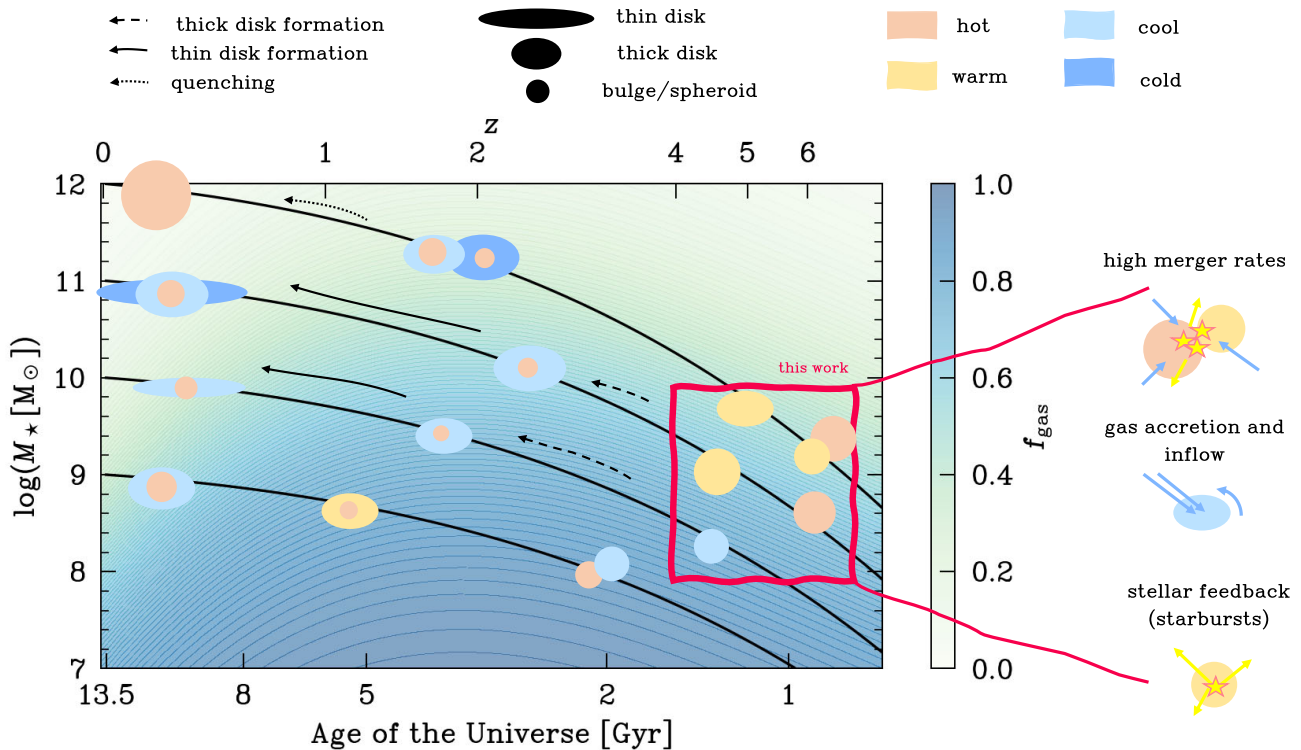 thick disk formation
thin disk formation
quenching
thin disk
thick disk
bulge/spheroid
hot
cool
warm
cold
z
0 1 2 4 5 6
12
11
10
9
8
7
log(M⋆[M⊙])
13.5 8 5 2 1
Age of the Universe [Gyr]
this work
1.0
0.8
0.6
0.4
0.2
0.0
fgas
high merger rates
gas accretion and
inflow
stellar feedback
(starbursts)